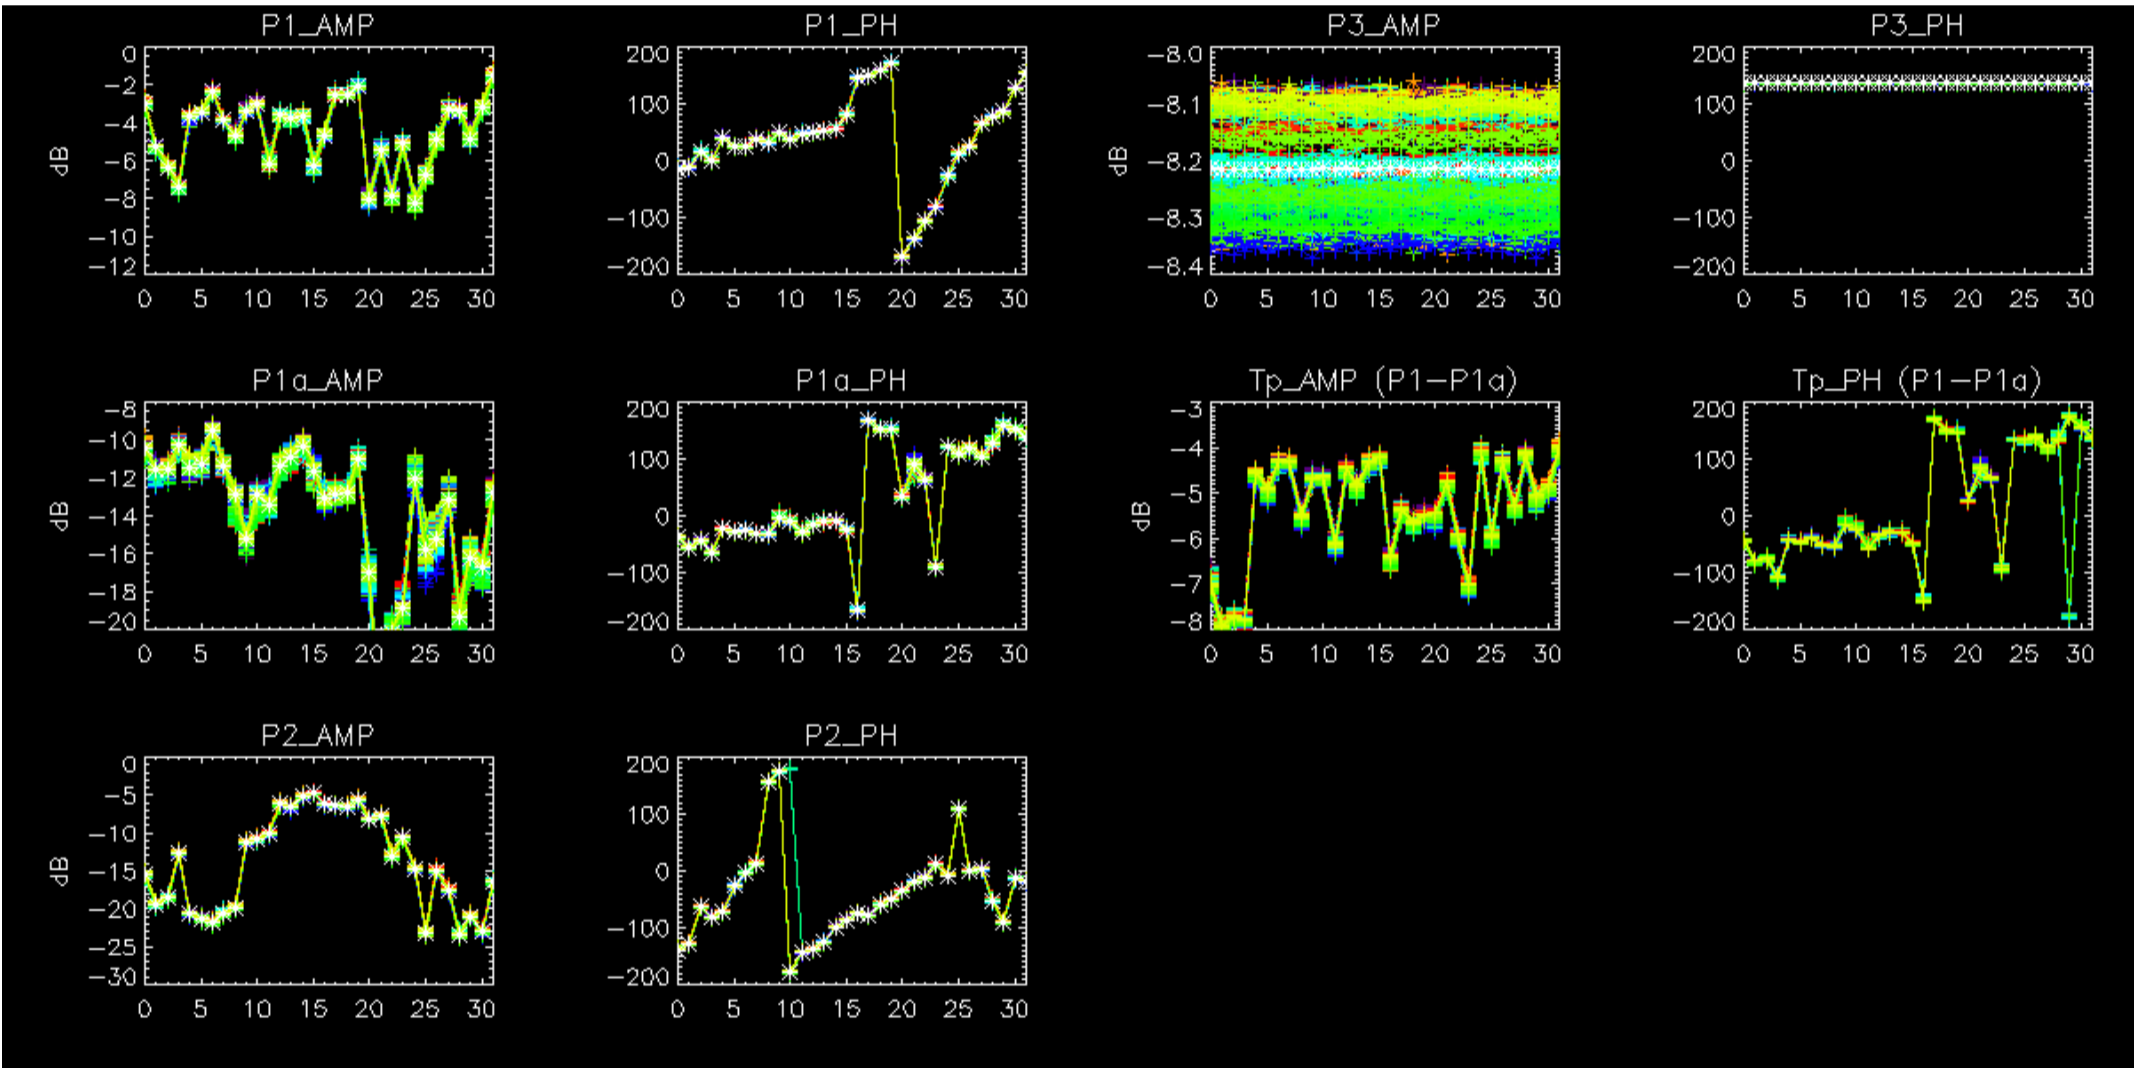 P1_AMP P1_PH P3_AMP P3_PH
0 200 -8.0 200
-2 100 -8.1 100
-4 0 -8.2 0
-6 -100 -8.3 -100
-8 -200 -8.4 -200
-10
-12
dB dB
0 5 10 15 20 25 30 0 5 10 15 20 25 30 0 5 10 15 20 25 30 0 5 10 15 20 25 30
P1a_AMP P1a_PH Tp_AMP (P1-P1a) Tp_PH (P1-P1a)
-8 200 -3 200
-10 100 -4 100
-12 0 -5 0
-14 -100 -6 -100
-16 -200 -7 -200
-18 -8
-20
dB dB
0 5 10 15 20 25 30 0 5 10 15 20 25 30 0 5 10 15 20 25 30 0 5 10 15 20 25 30
P2_AMP P2_PH
0 200
-5 100
-10 0
-15 -100
-20 -200
-25
-30
dB
0 5 10 15 20 25 30 0 5 10 15 20 25 30